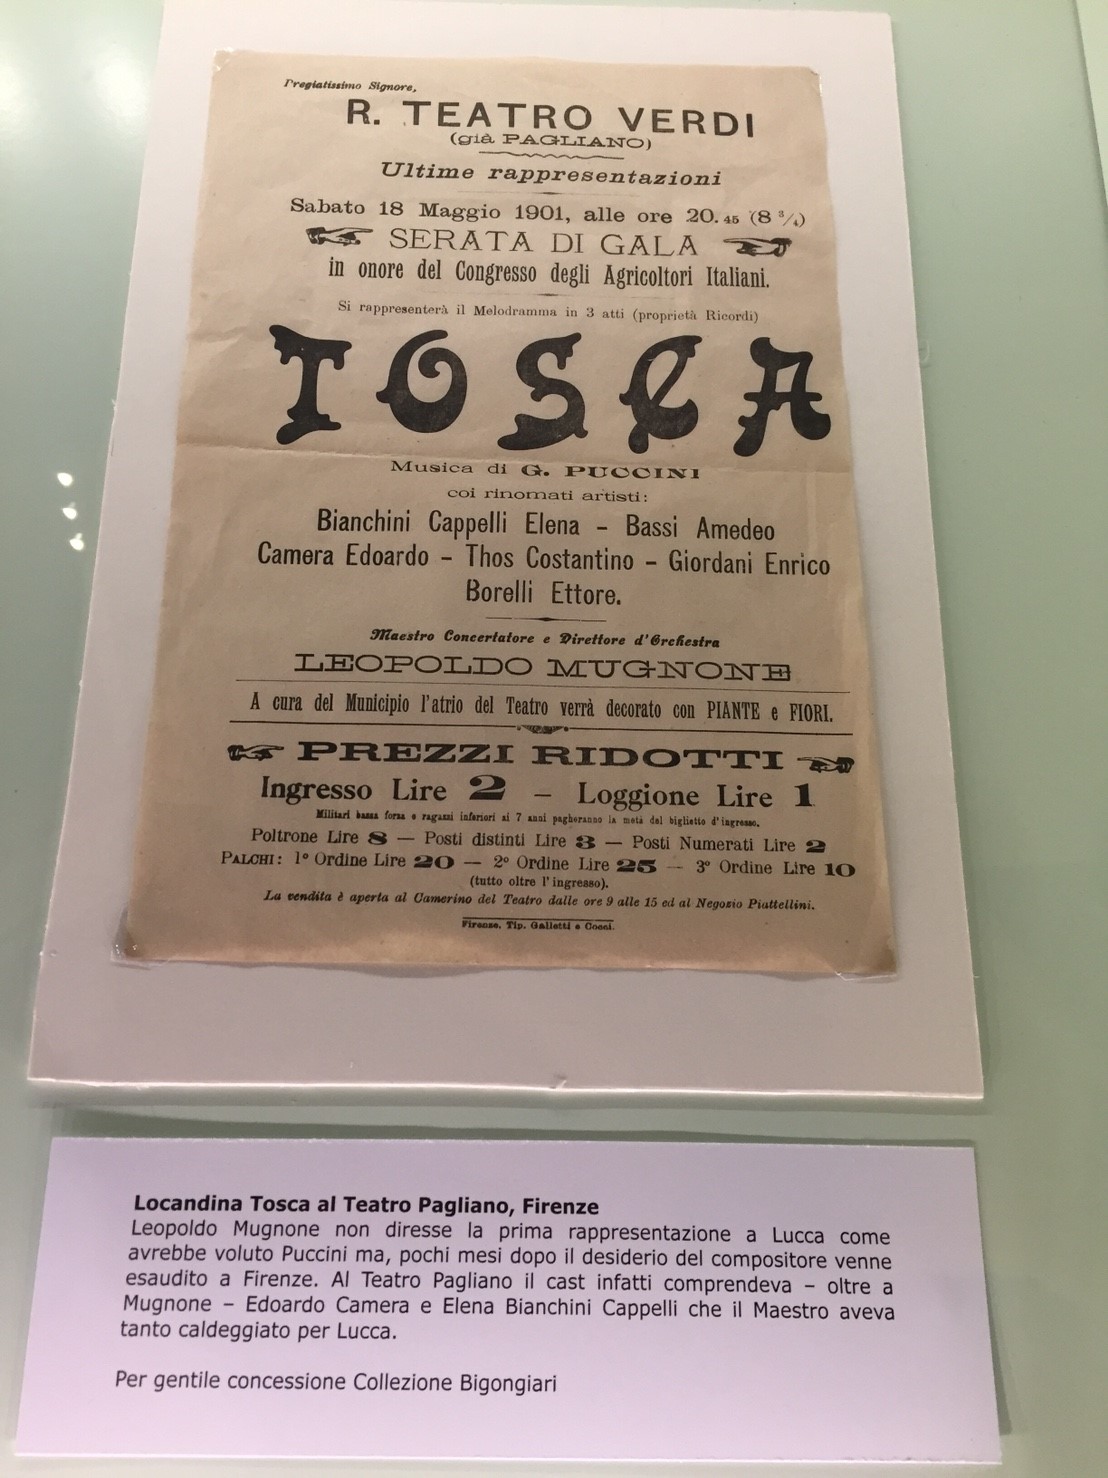 Pregiatissimo Signore,
R. TEATRO VERDI
(già PAGLIANO)
Ultime rappresentazioni
Sabato 18 Maggio 1901, alle ore 20.45 (8 3/4)
SERATA DI GALA
in onore del Congresso degli Agricoltori Italiani.
Si rappresenterà il Melodramma in 3 atti (proprietà Ricordi)
TOSCA
Musica di G. PUCCINI
coi rinomati artisti:
Bianchini Cappelli Elena – Bassi Amedeo
Camera Edoardo – Thos Costantino – Giordani Enrico
Borelli Ettore.
Maestro Concertatore e Direttore d'Orchestra
LEOPOLDO MUGNONE
A cura del Municipio l'atrio del Teatro verrà decorato con PIANTE e FIORI.
PREZZI RIDOTTI
Ingresso Lire 2 – Loggione Lire 1
Militari bassa forza e ragazzi inferiori ai 7 anni pagheranno la metà del biglietto d'ingresso.
Poltrone Lire 8 — Posti distinti Lire 3 — Posti Numerati Lire 2
PALCHI: 1º Ordine Lire 20 — 2º Ordine Lire 25 — 3º Ordine Lire 10
(tutto oltre l'ingresso).
La vendita è aperta al Camerino del Teatro dalle ore 9 alle 15 ed al Negozio Piattellini.
Firenze, Tip. Galletti e Cocci.
Locandina Tosca al Teatro Pagliano, Firenze
Leopoldo Mugnone non diresse la prima rappresentazione a Lucca come
avrebbe voluto Puccini ma, pochi mesi dopo il desiderio del compositore venne
esaudito a Firenze. Al Teatro Pagliano il cast infatti comprendeva – oltre a
Mugnone – Edoardo Camera e Elena Bianchini Cappelli che il Maestro aveva
tanto caldeggiato per Lucca.
Per gentile concessione Collezione Bigongiari